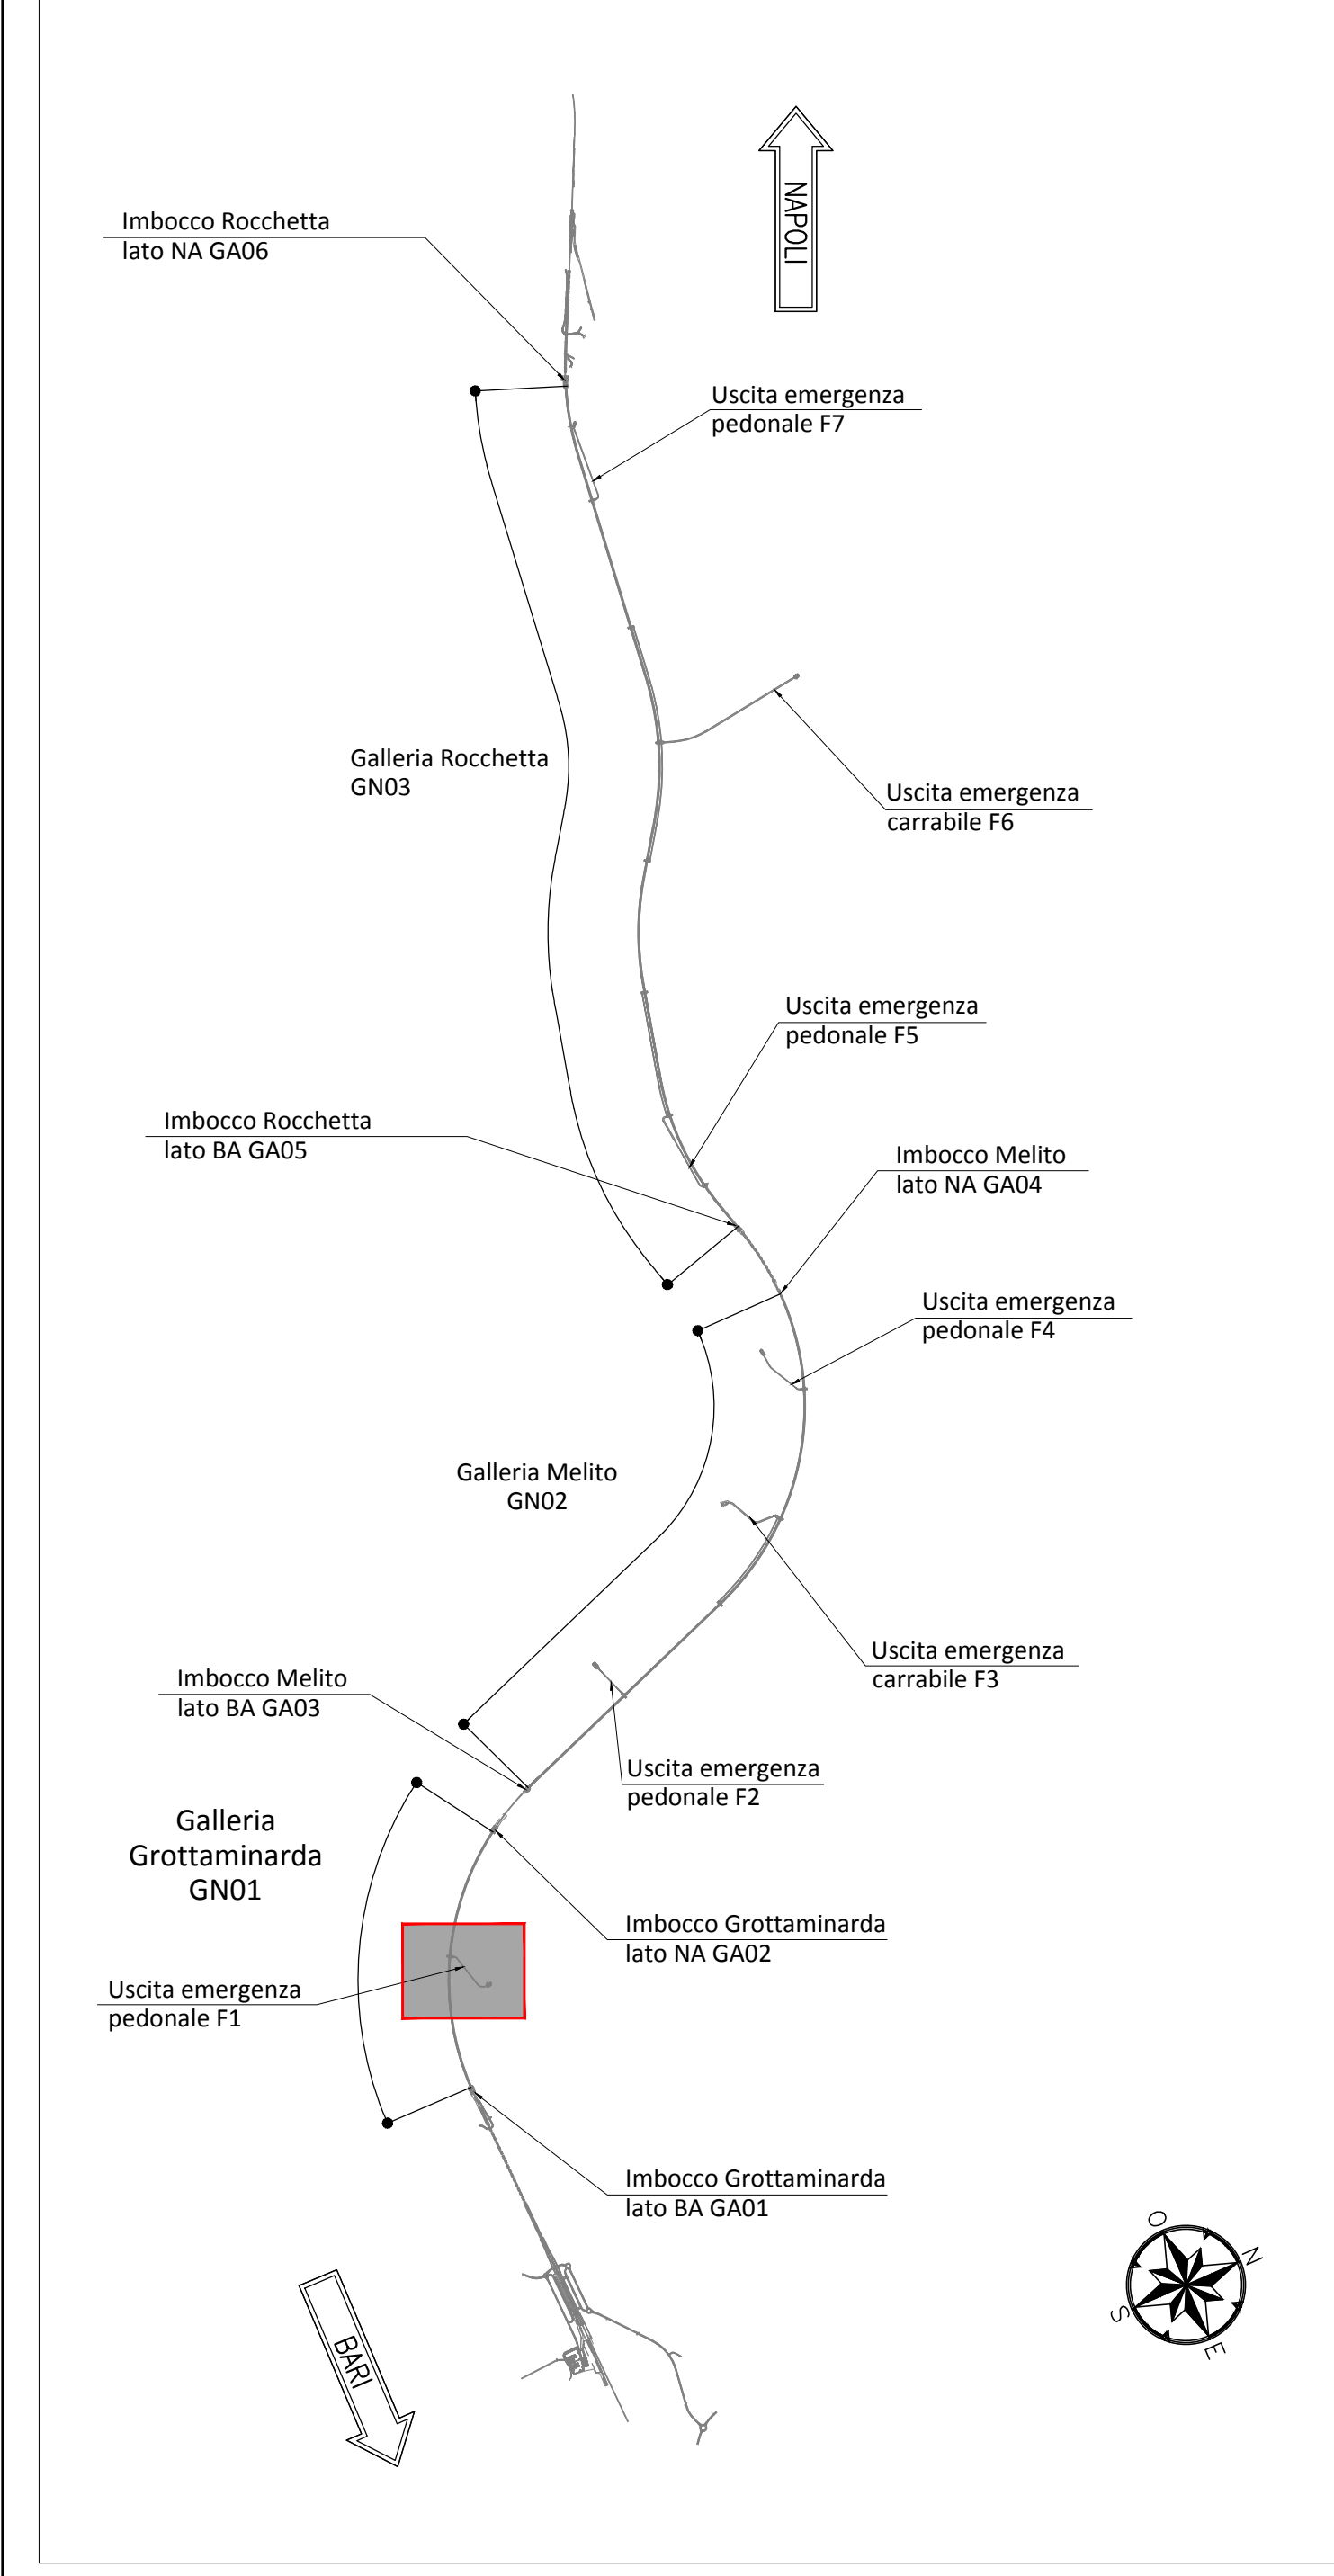 NAPOLI
Imbocco Rocchetta
lato NA GA06
Uscita emergenza
pedonale F7
Galleria Rocchetta
GN03
Uscita emergenza
carrabile F6
Uscita emergenza
pedonale F5
Imbocco Rocchetta
lato BA GA05
Imbocco Melito
lato NA GA04
Uscita emergenza
pedonale F4
Galleria Melito
GN02
Uscita emergenza
carrabile F3
Imbocco Melito
lato BA GA03
Uscita emergenza
pedonale F2
Galleria
Grottaminarda
GN01
Imbocco Grottaminarda
lato NA GA02
Uscita emergenza
pedonale F1
Imbocco Grottaminarda
lato BA GA01
O
N
S
E
BARI